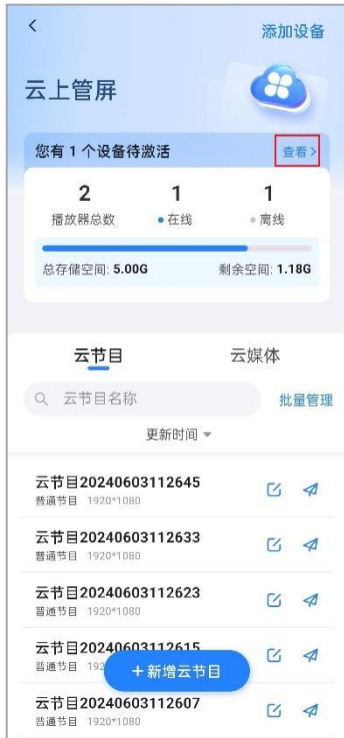 添加设备
云上管屏
您有 1 个设备待激活 查看>
2 1 1
播放器总数 在线 离线
总存储空间: 5.00G 剩余空间: 1.18G
云节目 云媒体
云节目名称 批量管理
更新时间
云节目20240603112645
普通节目 1920*1080
云节目20240603112633
普通节目 1920*1080
云节目20240603112623
普通节目 1920*1080
云节目20240603112615
普通节目 192
+新增云节目
云节目20240603112607
普通节目 1920*1080